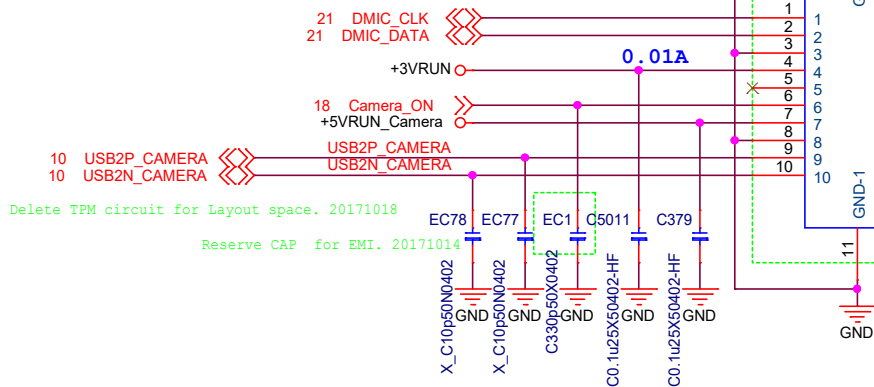 G
21 DMIC_CLK 1 1
21 DMIC_DATA 2 2
3 3
+3VRUN 0.01A 4 4
5 5
18 Camera_ON 6 6
+5VRUN_Camera 7 7
8 8
10 USB2P_CAMERA USB2P_CAMERA 9 9
10 USB2N_CAMERA USB2N_CAMERA 10 10
GND-1
11
Delete TPM circuit for Layout space. 20171018
EC78 EC77 EC1 C5011 C379
Reserve CAP for EMI. 20171014
X_C10p50N0402
X_C10p50N0402
C330p50X0402
C0.1u25X50402-HF
C0.1u25X50402-HF
GND GND GND GND GND
GND